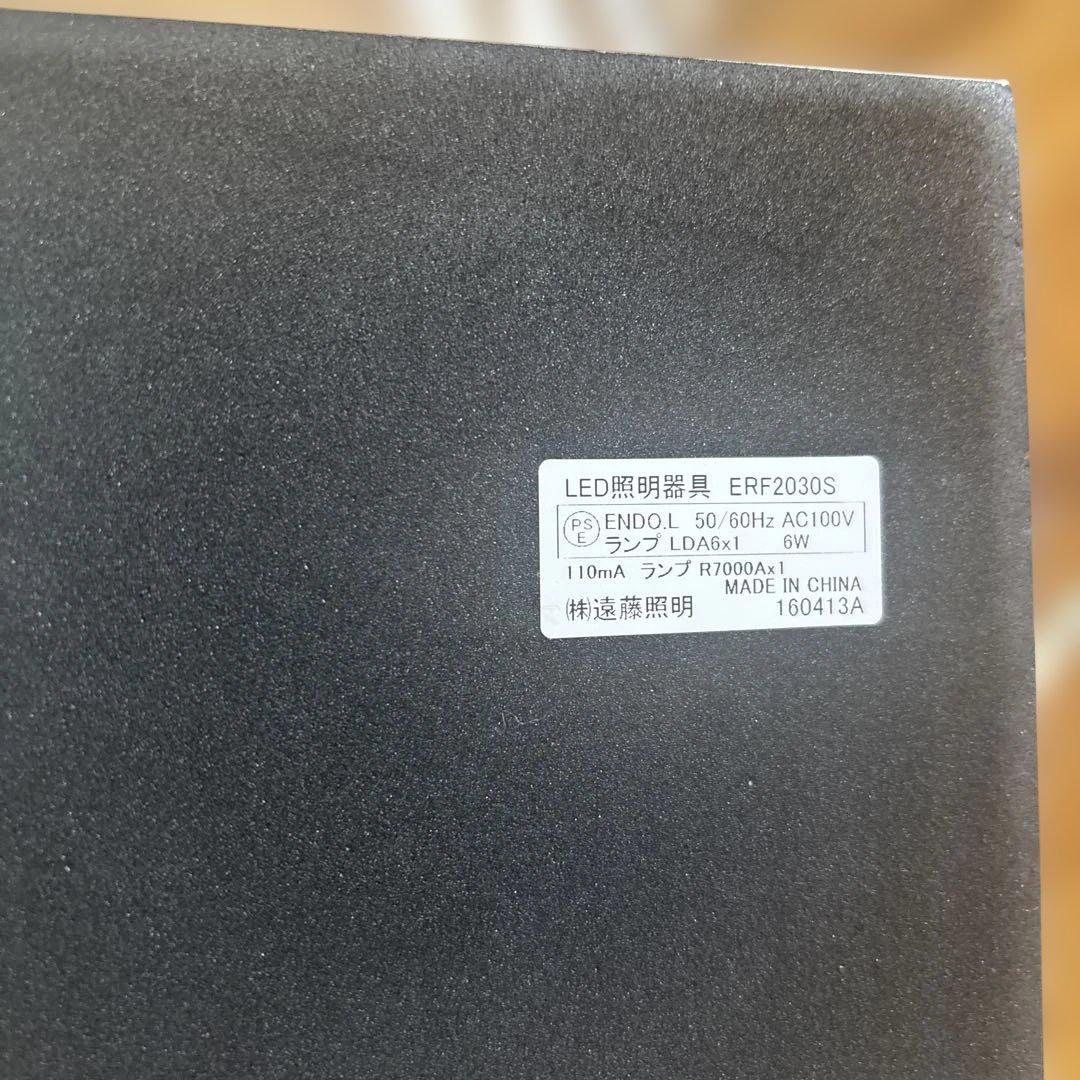 LED照明器具 ERF2030S
PS E ENDO.L 50/60Hz AC100V
ランプ LDA6x1 6W
110mA ランプ R7000Ax1
MADE IN CHINA
㈱遠藤照明 160413A